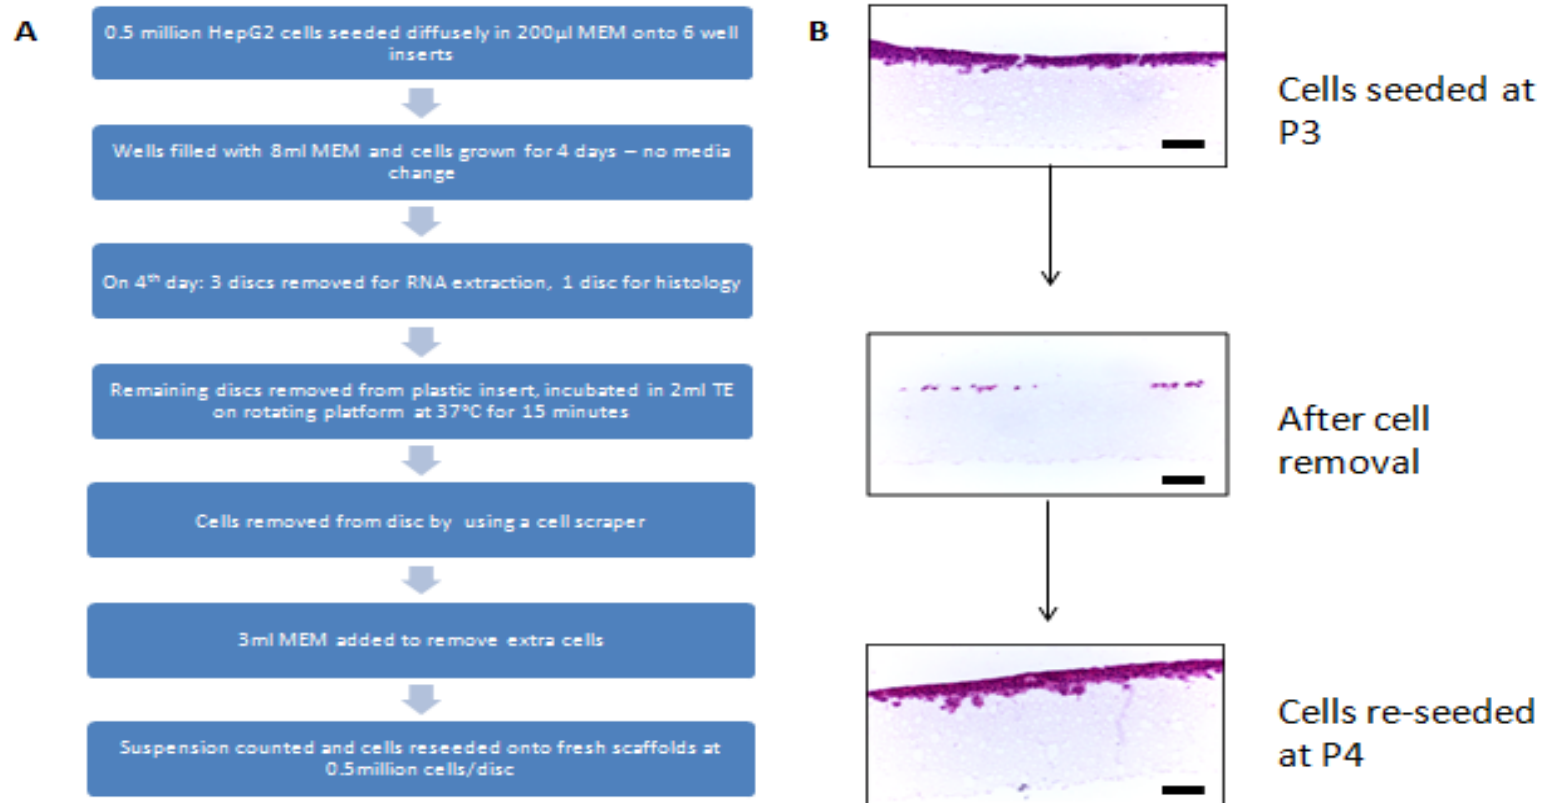 A
0.5 million HepG2 cells seeded diffusely in 200µl MEM onto 6 well
inserts
Wells filled with 8ml MEM and cells grown for 4 days – no media
change
On 4th day: 3 discs removed for RNA extraction, 1 disc for histology
Remaining discs removed from plastic insert, incubated in 2ml TE
on rotating platform at 37°C for 15 minutes
Cells removed from disc by using a cell scraper
3ml MEM added to remove extra cells
Suspension counted and cells reseeded onto fresh scaffolds at
0.5million cells/disc
B
Cells seeded at
P3
After cell
removal
Cells re-seeded
at P4